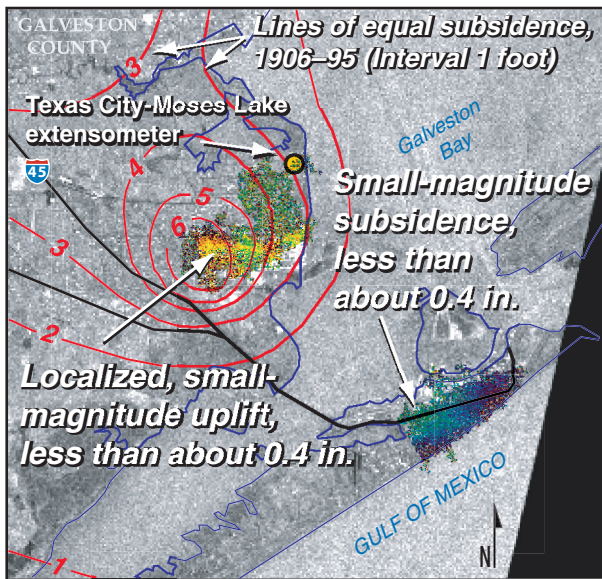 GALVESTON
COUNTY
Lines of equal subsidence,
1906–95 (Interval 1 foot)
3
Texas City-Moses Lake
extensometer
Galveston
Bay
45
4
5
6
Small-magnitude
subsidence,
less than
about 0.4 in.
3
2
Localized, small-
magnitude uplift,
less than about 0.4 in.
GULF OF MEXICO
N
1